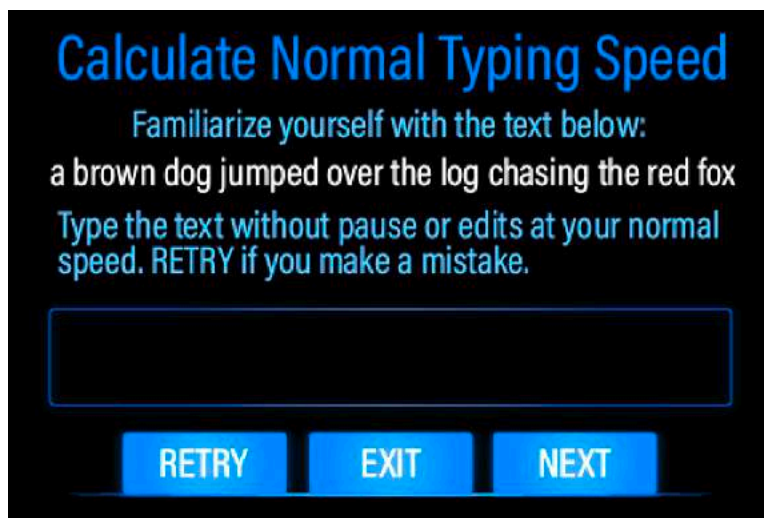 Calculate Normal Typing Speed
Familiarize yourself with the text below:
a brown dog jumped over the log chasing the red fox
Type the text without pause or edits at your normal
speed. RETRY if you make a mistake.
RETRY EXIT NEXT